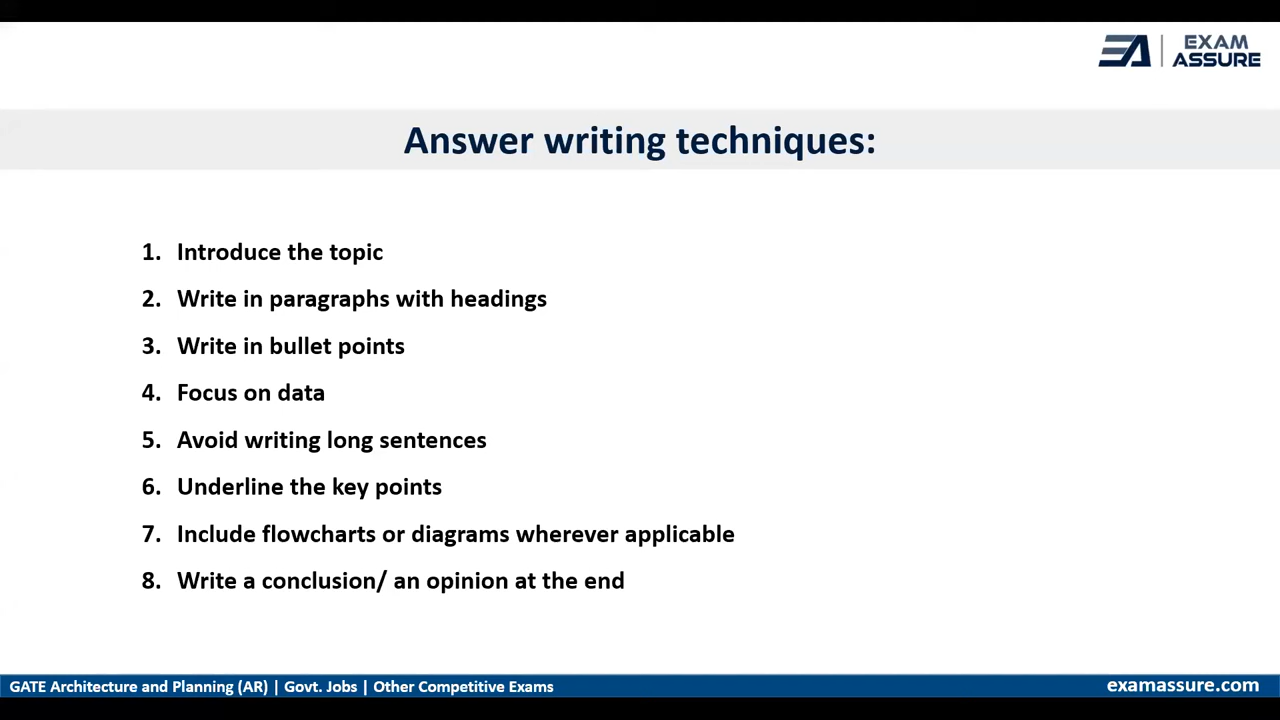 EXAM
ASSURE
Answer writing techniques:
1. Introduce the topic
2. Write in paragraphs with headings
3. Write in bullet points
4. Focus on data
5. Avoid writing long sentences
6. Underline the key points
7. Include flowcharts or diagrams wherever applicable
8. Write a conclusion/ an opinion at the end
GATE Architecture and Planning (AR) | Govt. Jobs | Other Competitive Exams
examassure.com